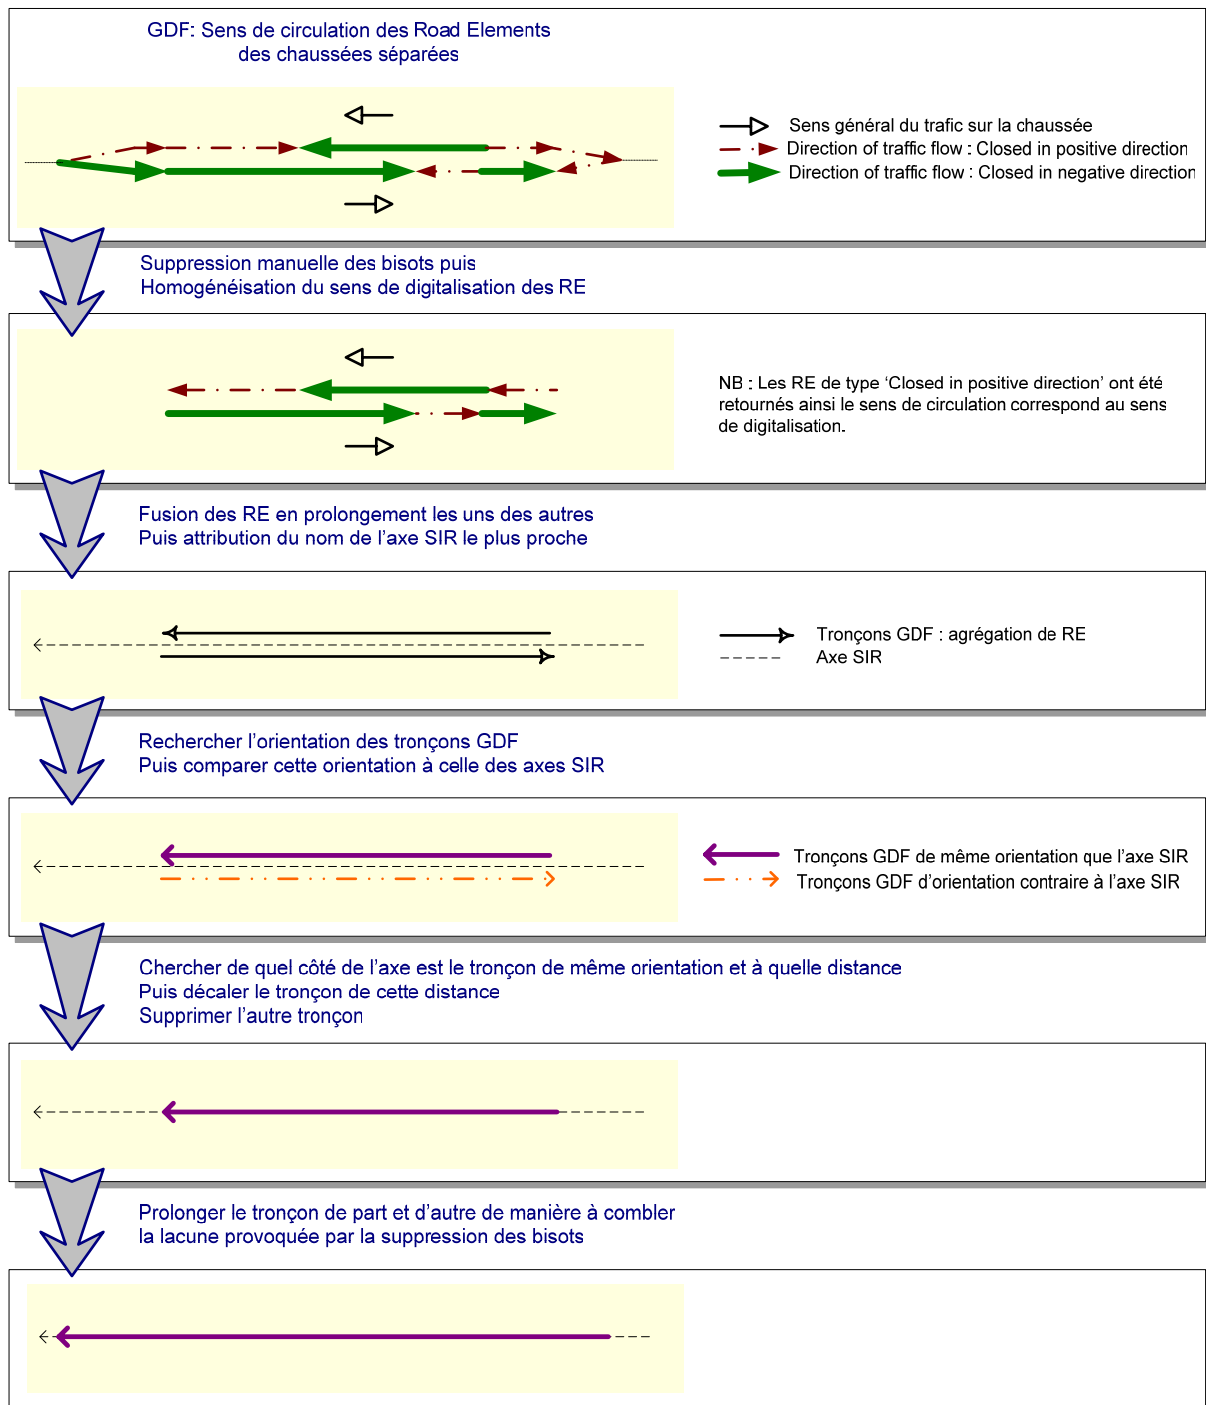 GDF: Sens de circulation des Road Elements
des chaussées séparées
Sens général du trafic sur la chaussée
Direction of traffic flow : Closed in positive direction
Direction of traffic flow : Closed in negative direction
Suppression manuelle des bisots puis
Homogénéisation du sens de digitalisation des RE
NB : Les RE de type ‘Closed in positive direction’ ont été
retournés ainsi le sens de circulation correspond au sens
de digitalisation.
Fusion des RE en prolongement les uns des autres
Puis attribution du nom de l’axe SIR le plus proche
Tronçons GDF : agrégation de RE
Axe SIR
Rechercher l’orientation des tronçons GDF
Puis comparer cette orientation à celle des axes SIR
Tronçons GDF de même orientation que l’axe SIR
Tronçons GDF d’orientation contraire à l’axe SIR
Chercher de quel côté de l’axe est le tronçon de même orientation et à quelle distance
Puis décaler le tronçon de cette distance
Supprimer l’autre tronçon
Prolonger le tronçon de part et d’autre de manière à combler
la lacune provoquée par la suppression des bisots